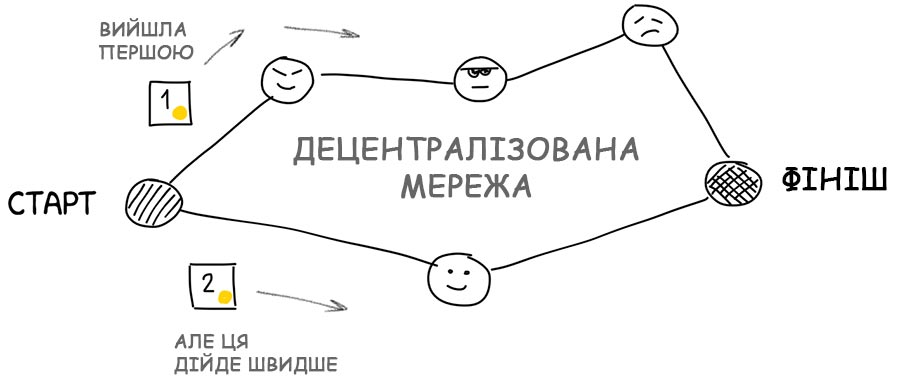 ВИЙШЛА
ПЕРШОЮ
1
ДЕЦЕНТРАЛІЗОВАНА
МЕРЕЖА
СТАРТ
ФІНІШ
2
АЛЕ ЦЯ
ДІЙДЕ ШВИДШЕ